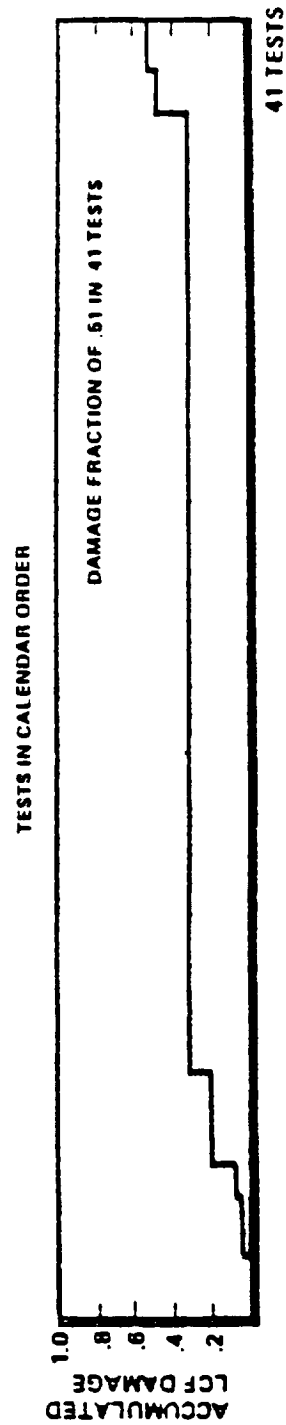 TESTS IN CALENDAR ORDER
DAMAGE FRACTION OF .61 IN 41 TESTS
ACCUMULATED
LCF DAMAGE
1.0
.8
.6
.4
.2
41 TESTS